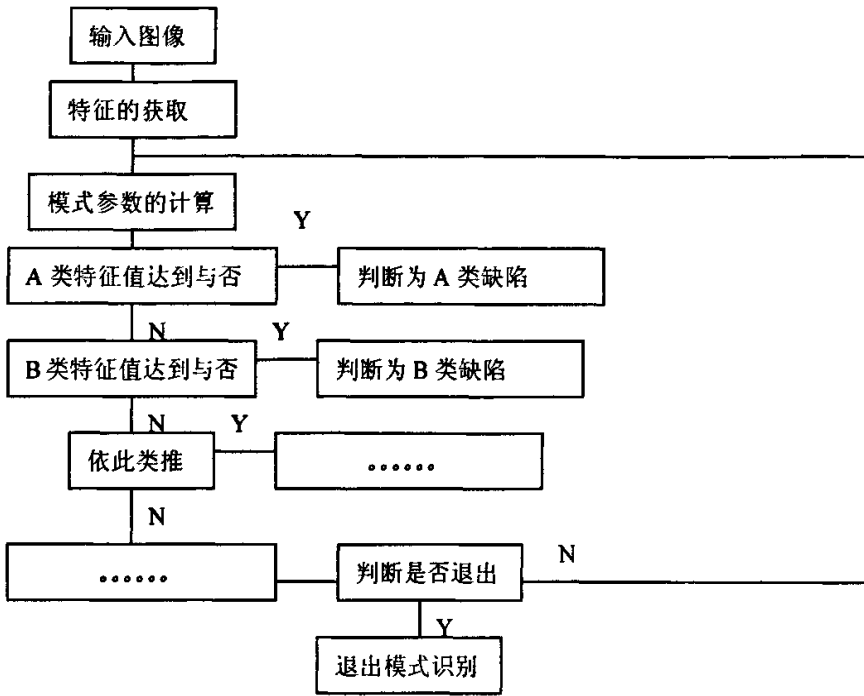 输入图像
特征的获取
模式参数的计算
Y
A 类特征值达到与否
判断为 A 类缺陷
N
Y
B 类特征值达到与否
判断为 B 类缺陷
N
Y
依此类推
。。。。。。
N
。。。。。。
判断是否退出
N
Y
退出模式识别